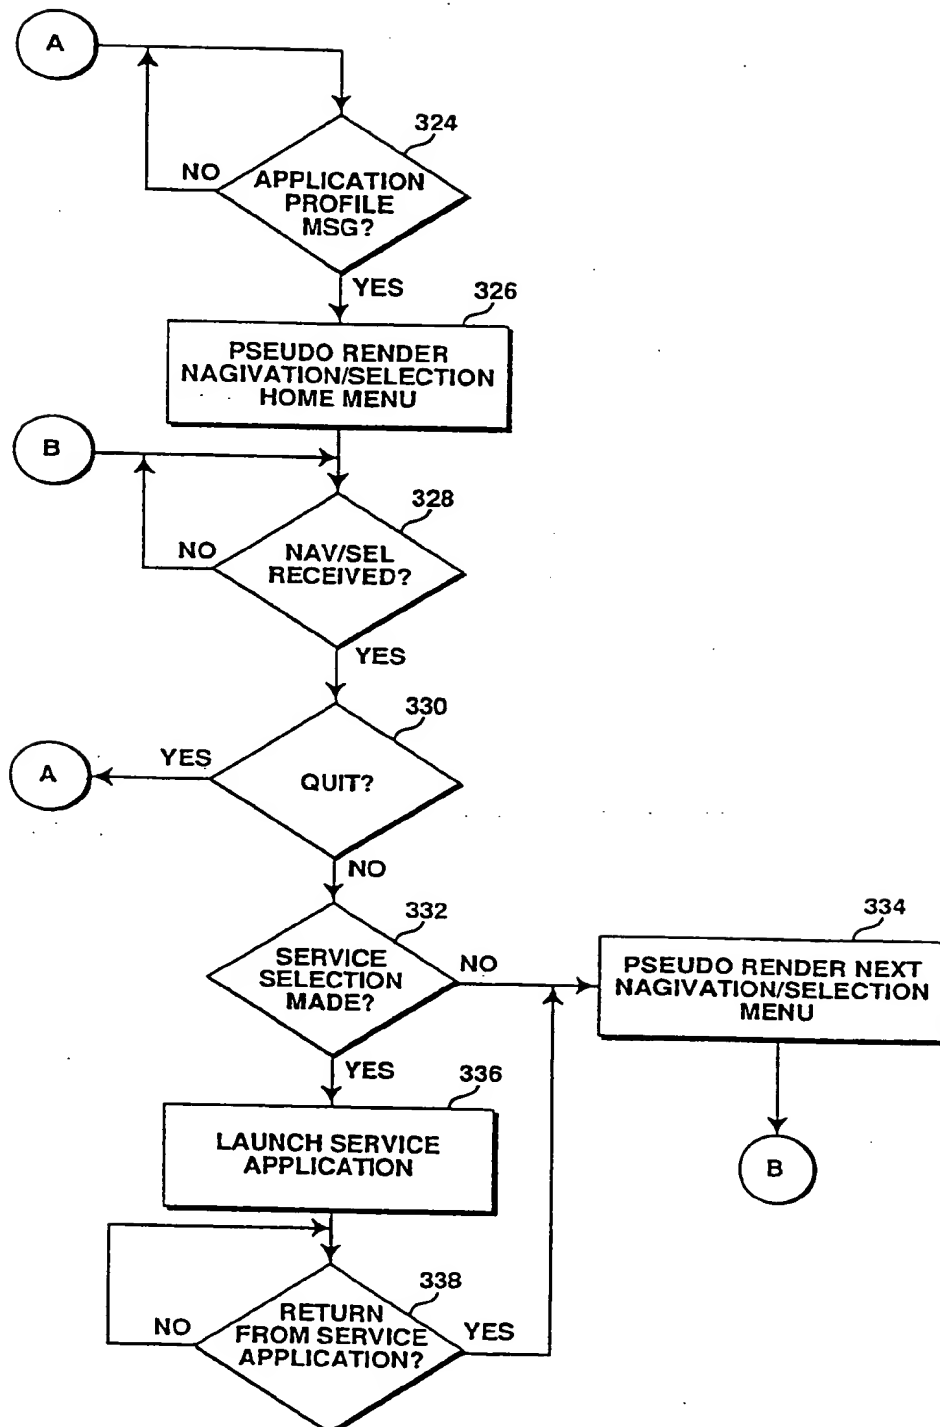 A
324
NO
APPLICATION
PROFILE
MSG?
YES
326
PSEUDO RENDER
NAGIVATION/SELECTION
HOME MENU
B
328
NO
NAV/SEL
RECEIVED?
YES
330
YES
A
QUIT?
NO
332
334
SERVICE
SELECTION
MADE?
NO
PSEUDO RENDER NEXT
NAGIVATION/SELECTION
MENU
YES
336
LAUNCH SERVICE
APPLICATION
B
338
NO
RETURN
FROM SERVICE
APPLICATION?
YES